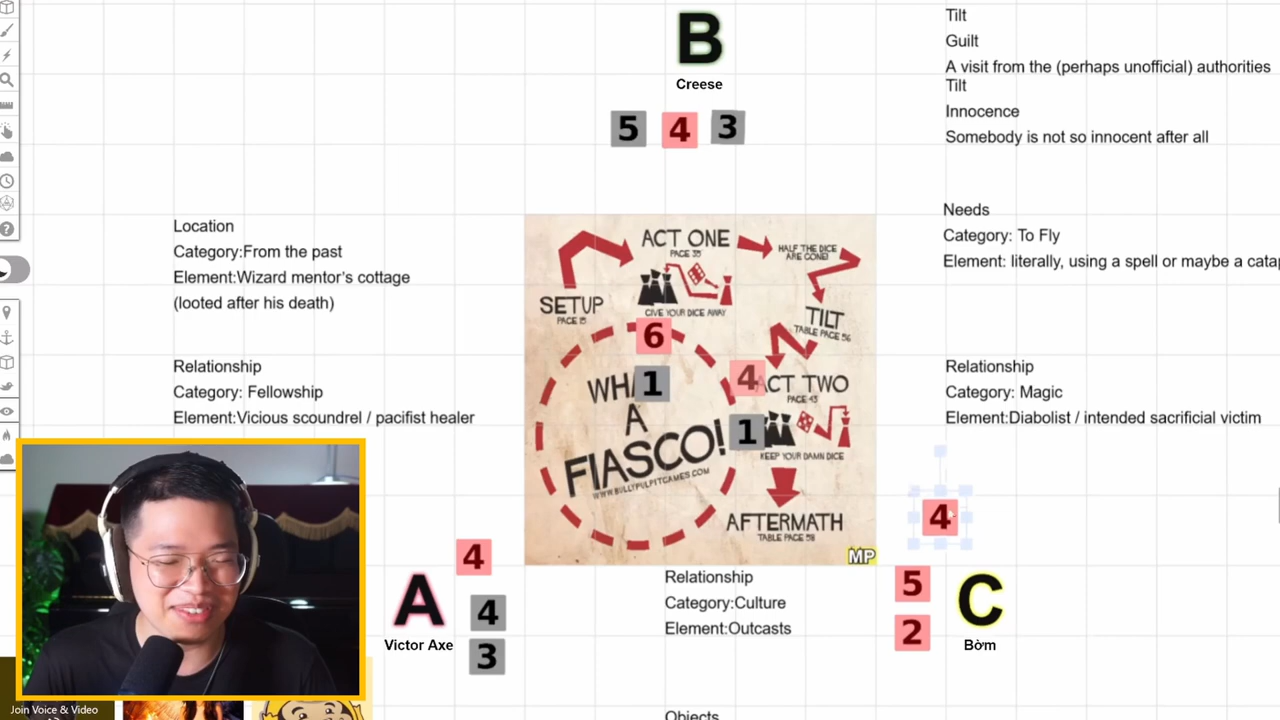 B
Creese
5 4 3
Tilt
Guilt
A visit from the (perhaps unofficial) authorities
Tilt
Innocence
Somebody is not so innocent after all
Location
Category:From the past
Element:Wizard mentor's cottage
(looted after his death)
Needs
Category: To Fly
Element: literally, using a spell or maybe a catap
ACT ONE
PAGE 35
HALF THE DICE
ARE GONE!
SETUP
GIVE YOUR DICE AWAY
TILT
TABLE PAGE 56
6
1
4
1
A
FIASCO!
WWW.BULLYPULPITGAMES.COM
ACT TWO
PAGE 43
KEEP YOUR DAMN DICE
AFTERMATH
TABLE PAGE 58
MP
Relationship
Category: Fellowship
Element:Vicious scoundrel / pacifist healer
Relationship
Category: Magic
Element:Diabolist / intended sacrificial victim
4
A
Victor Axe
4
4
3
Relationship
Category:Culture
Element:Outcasts
5
2
C
Bờm
Objects
Join Voice & Video